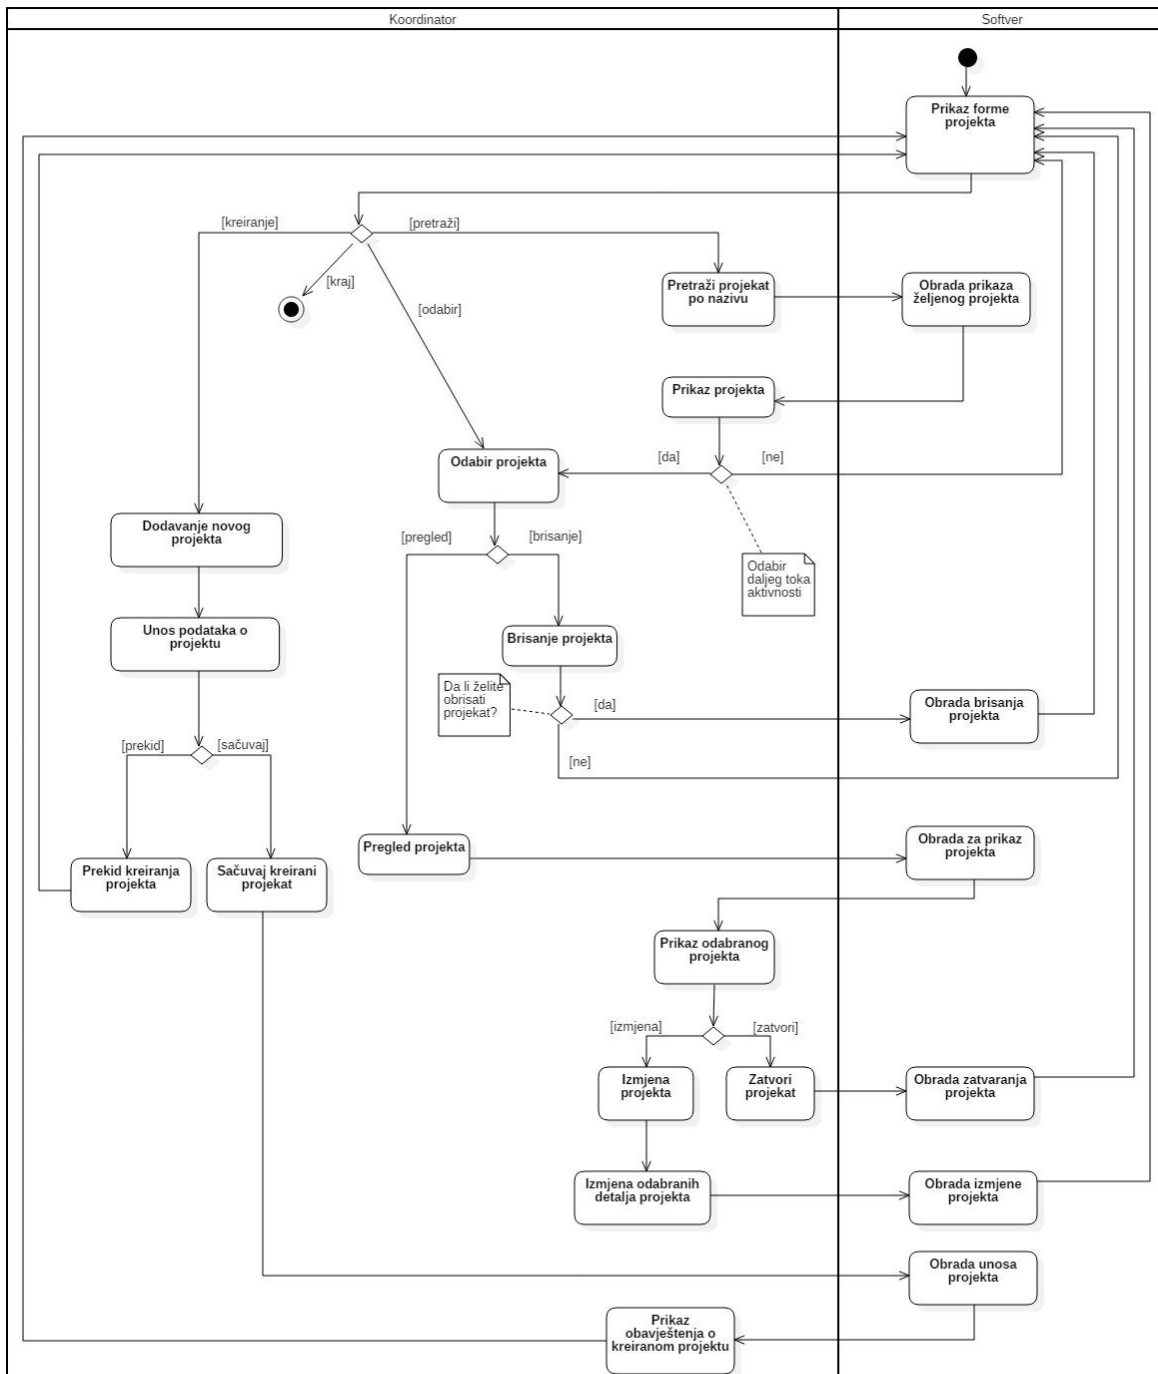 Koordinator
Softver
Prikaz forme
projekta
[kreiranje]
[pretraži]
[kraj]
[odabir]
Pretraži projekat
po nazivu
Obrada prikaza
željenog projekta
Prikaz projekta
Odabir projekta
[da]
[ne]
Dodavanje novog
projekta
[pregled]
[brisanje]
Odabir
daljeg toka
aktivnosti
Unos podataka o
projektu
Brisanje projekta
Da li želite
obrisati
projekat?
[da]
Obrada brisanja
projekta
[ne]
[prekid]
[sačuvaj]
Pregled projekta
Obrada za prikaz
projekta
Prekid kreiranja
projekta
Sačuvaj kreirani
projekat
Prikaz odabranog
projekta
[izmjena]
[zatvori]
Izmjena
projekta
Zatvori
projekat
Obrada zatvaranja
projekta
Izmjena odabranih
detalja projekta
Obrada izmjene
projekta
Obrada unosa
projekta
Prikaz
obavještenja o
kreiranom projektu